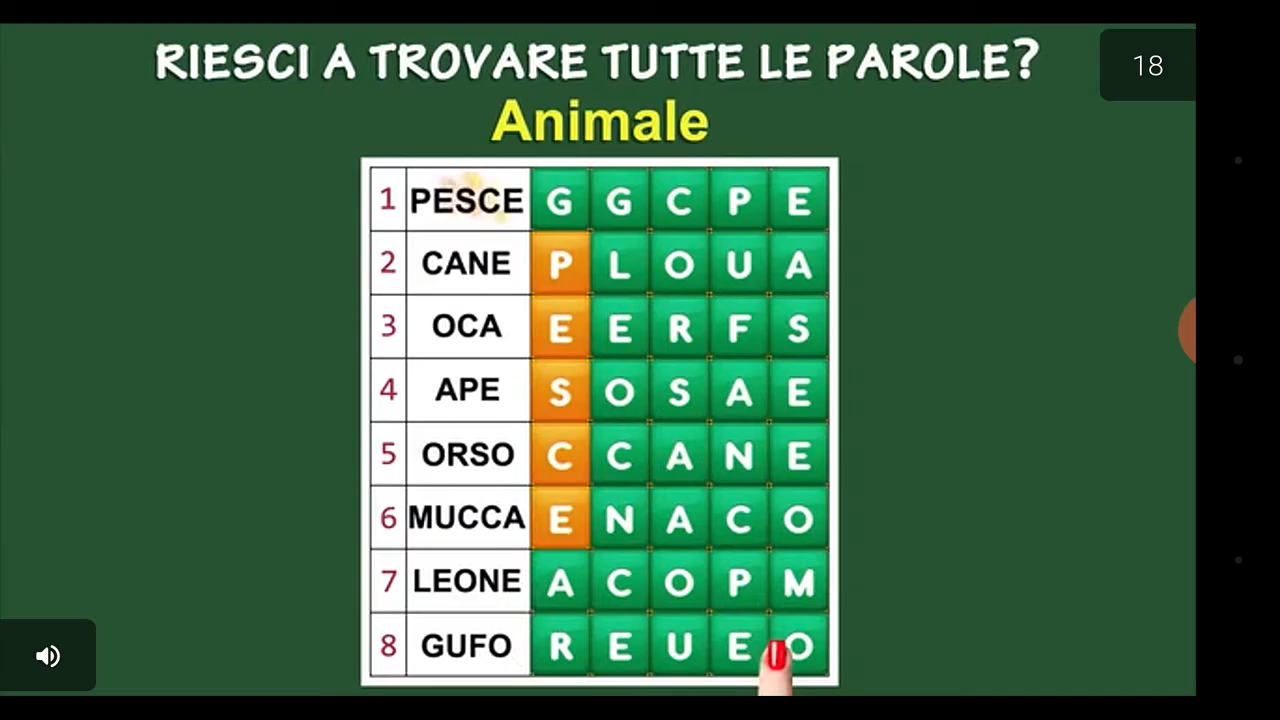 RIESCI A TROVARE TUTTE LE PAROLE?
18
Animale
1 PESCE G G C P E
2 CANE P L O U A
3 OCA E E R F S
4 APE S O S A E
5 ORSO C C A N E
6 MUCCA E N A C O
7 LEONE A C O P M
8 GUFO R E U E O